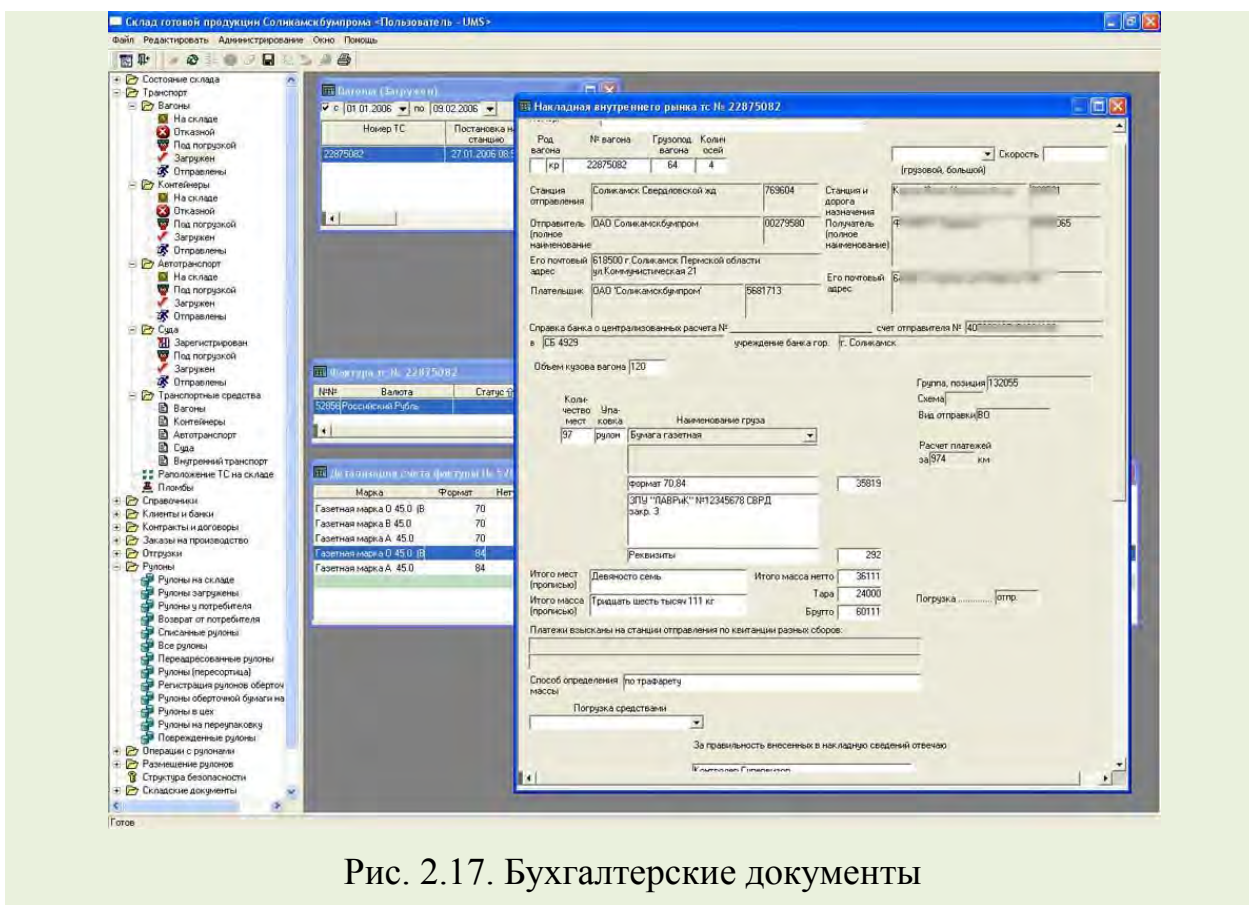 Склад готовой продукции Соликамскбумпрома <Пользователь - UMS>
Файл Редактировать Администрирование Окно Помощь
Состояние склада
Транспорт
Вагоны
На складе
Отказной
Под погрузкой
Загружен
Отправлены
Контейнеры
На складе
Отказной
Под погрузкой
Загружен
Отправлены
Автотранспорт
На складе
Под погрузкой
Загружен
Отправлены
Суда
Зарегистрирован
Под погрузкой
Загружен
Отправлены
Транспортные средства
Вагоны
Контейнеры
Автотранспорт
Суда
Внутренний транспорт
Раположение ТС на складе
Пломбы
Справочники
Клиенты и банки
Контракты и договоры
Заказы на производство
Отгрузки
Рулоны
Рулоны на складе
Рулоны загружены
Рулоны у потребителя
Возврат от потребителя
Списанные рулоны
Все рулоны
Переадресованные рулоны
Рулоны (пересортица)
Регистрация рулонов оберточ
Рулоны оберточной бумаги на
Рулоны в цех
Рулоны на переупаковку
Поврежденные рулоны
Операции с рулонами
Размещение рулонов
Структура безопасности
Складские документы
Готов
Вагоны (Загружен)
с 01.01.2006 по 09.02.2006
Номер ТС Постановка на станцию
22875082 27.01.2006 08:5
Фактура тс № 22875082
№№ Валюта Статус
52856 Российский Рубль
Детализация счета фактуры №
Марка Формат Нет
Газетная марка О 45.0 (В 70
Газетная марка В 45.0 70
Газетная марка А 45.0 70
Газетная марка О 45.0 (В 84
Газетная марка А 45.0 84
Накладная внутреннего рынка тс № 22875082
Род вагона № вагона Грузопод. вагона Колич осей
кр 22875082 64 4
Скорость
(грузовой, большой)
Станция отправления Соликамск Свердловской жд 769604 Станция и дорога назначения
Отправитель (полное наименование ОАО Соликамскбумпром 00279580 Получатель (полное наименование) 065
Его почтовый адрес 618500 г.Соликамск Пермской области ул.Коммунистическая 21
Его почтовый адрес
Плательщик ОАО "Соликамскбумпром" 5681713
Справка банка о централизованных расчета № счет отправителя № 40
в СБ 4929 учреждение банка гор. г. Соликамск
Объем кузова вагона 120
Группа, позиция 132055
Схема
Вид отправки ВО
Коли-чество мест Упа-ковка Наименование груза
97 рулон Бумага газетная
Расчет платежей
за 974 км
Формат 70,84 35819
ЗПУ "ЛАВРиК" №12345678 СВРД
закр. 3
Реквизиты 292
Итого мест (прописью) Девяносто семь Итого масса нетто 36111
Тара 24000
Итого масса (прописью) Тридцать шесть тысяч 111 кг Брутто 60111
Погрузка ............. отпр.
Платежи взысканы на станции отправления по квитанции разных сборов:
Способ определения массы по трафарету
Погрузка средствами
За правильность внесенных в накладную сведений отвечаю
Рис. 2.17. Бухгалтерские документы